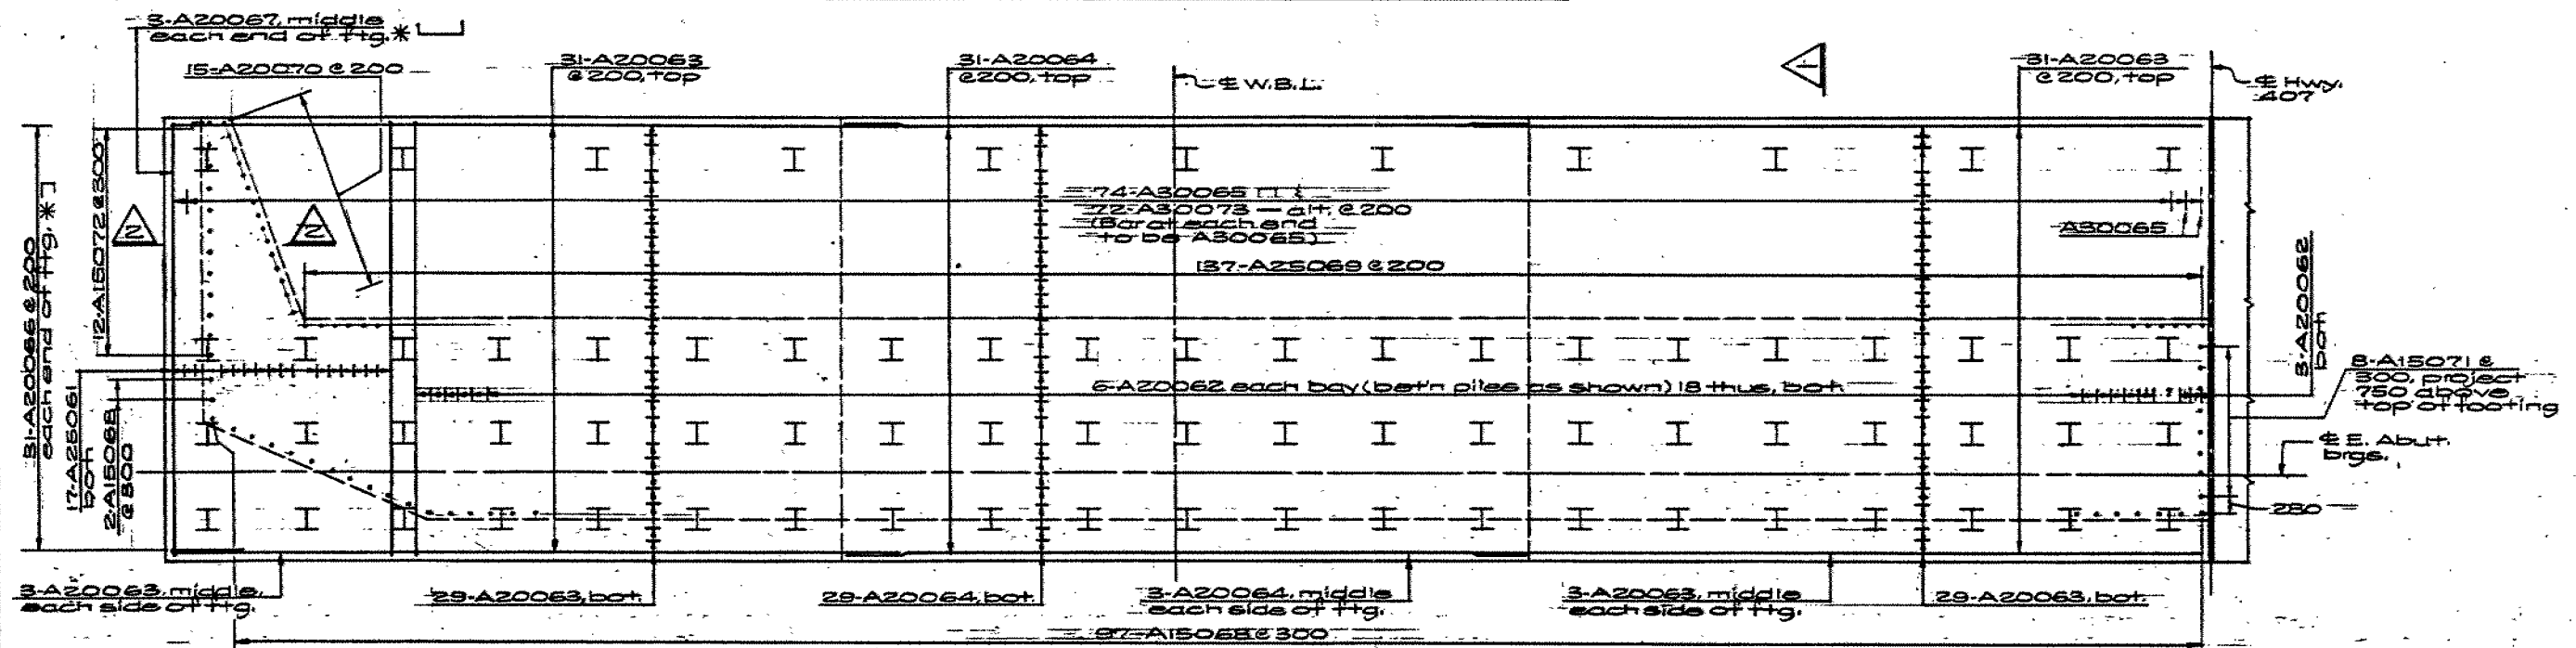 3-A20067, middle
each end of ftg.*
15-A20070 @ 200
31-A20063
@ 200, top
31-A20064
@ 200, top
℄ W.B.L.
1
31-A20063
@ 200, top
℄ Hwy.
407
31-A20066 @ 200
each end of ftg. *
12-A15072 @ 300
2
2
74-A30065
72-A30073 — alt. @ 200
(Bar at each end
to be A30065)
A30065
137-A25069 @ 200
3-A20062
bot
17-A25061
bot
2-A15068
@ 300
6-A20062 each bay (bet'n piles as shown) 18 thus, bot.
8-A15071 @
300, project
750 above
top of footing
℄ E. Abut.
brgs.
280
3-A20063, middle,
each side of ftg.
29-A20063, bot.
29-A20064, bot
3-A20064, middle
each side of ftg.
3-A20063, middle
each side of ftg.
29-A20063, bot.
97-A15068 @ 300